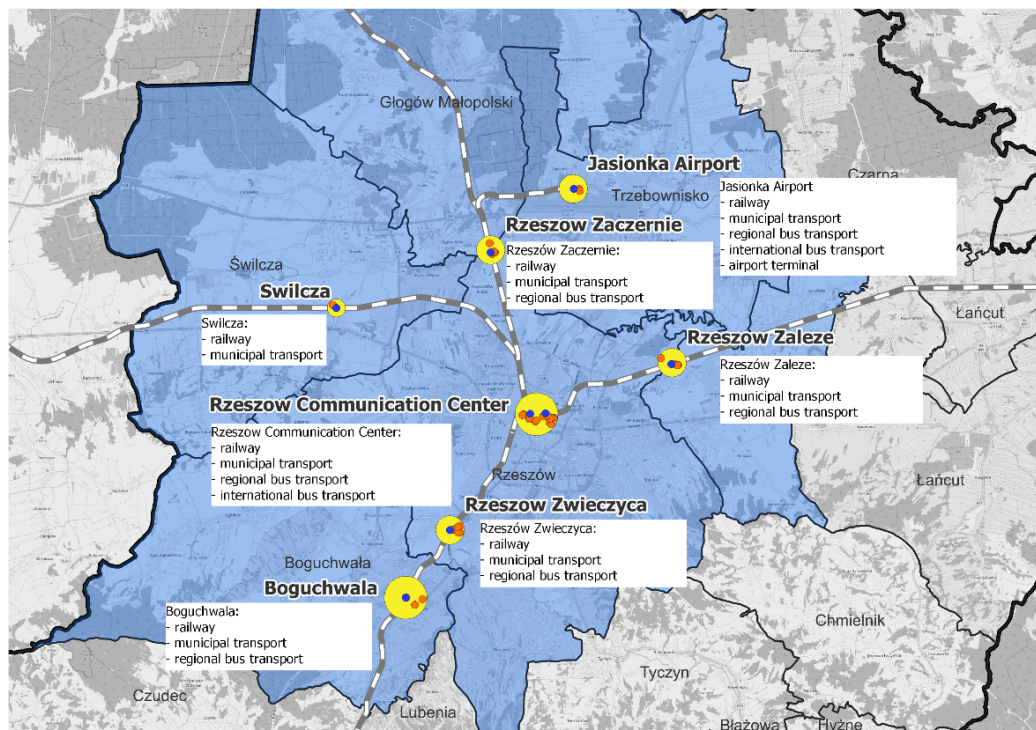 Głogów Małopolski
Jasionka Airport
Trzebownisko
Czarna
Jasionka Airport
- railway
- municipal transport
- regional bus transport
- international bus transport
- airport terminal
Rzeszow Zaczernie
Rzeszów Zaczernie:
- railway
- municipal transport
- regional bus transport
Świlcza
Swilcza
Swilcza:
- railway
- municipal transport
Łańcut
Rzeszow Zaleze
Rzeszów Zaleze:
- railway
- municipal transport
- regional bus transport
Rzeszow Communication Center
Rzeszow Communication Center:
- railway
- municipal transport
- regional bus transport
- international bus transport
Rzeszów
Łańcut
Rzeszow Zwieczyca
Rzeszów Zwieczyca:
- railway
- municipal transport
- regional bus transport
Boguchwała
Boguchwala
Boguchwala:
- railway
- municipal transport
- regional bus transport
Chmielnik
Tyczyn
Czudec
Lubenia
Błażowa
Hyżne